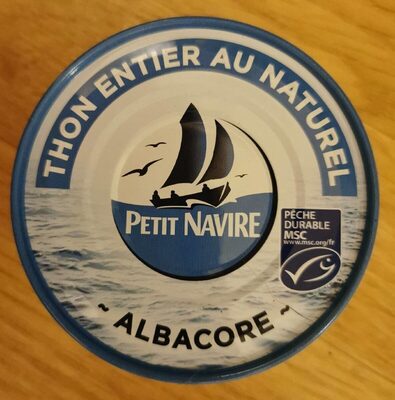 THON ENTIER AU NATUREL
PETIT NAVIRE
PÊCHE
DURABLE
MSC
www.msc.org/fr
~ ALBACORE ~